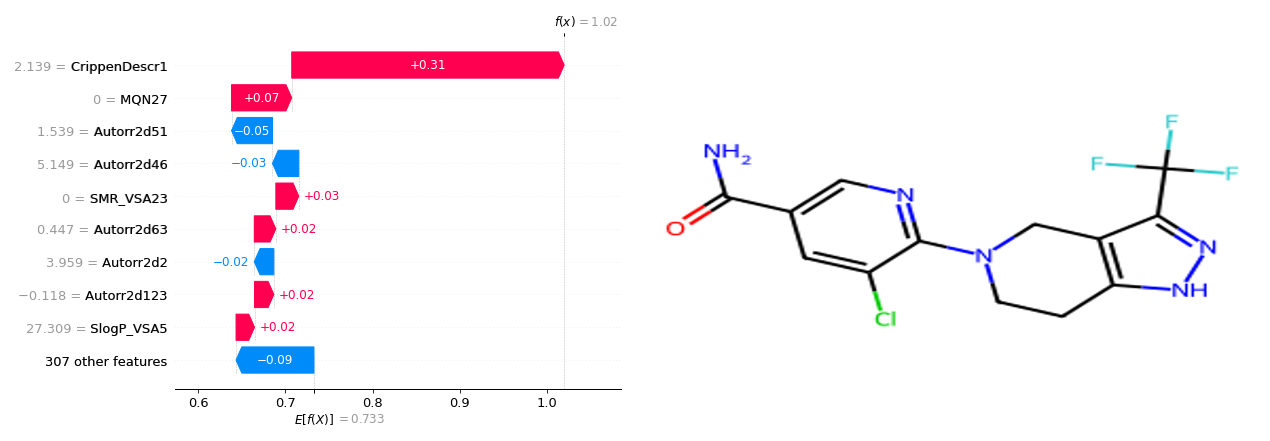 f(x) = 1.02
2.139 = CrippenDescr1
+0.31
0 = MQN27
+0.07
1.539 = Autorr2d51
−0.05
5.149 = Autorr2d46
−0.03
0 = SMR_VSA23
+0.03
0.447 = Autorr2d63
+0.02
3.959 = Autorr2d2
−0.02
−0.118 = Autorr2d123
+0.02
27.309 = SlogP_VSA5
+0.02
307 other features
−0.09
0.6 0.7 0.8 0.9 1.0
E[f(X)] = 0.733
F
F
F
NH2
O
N
N
N
NH
Cl